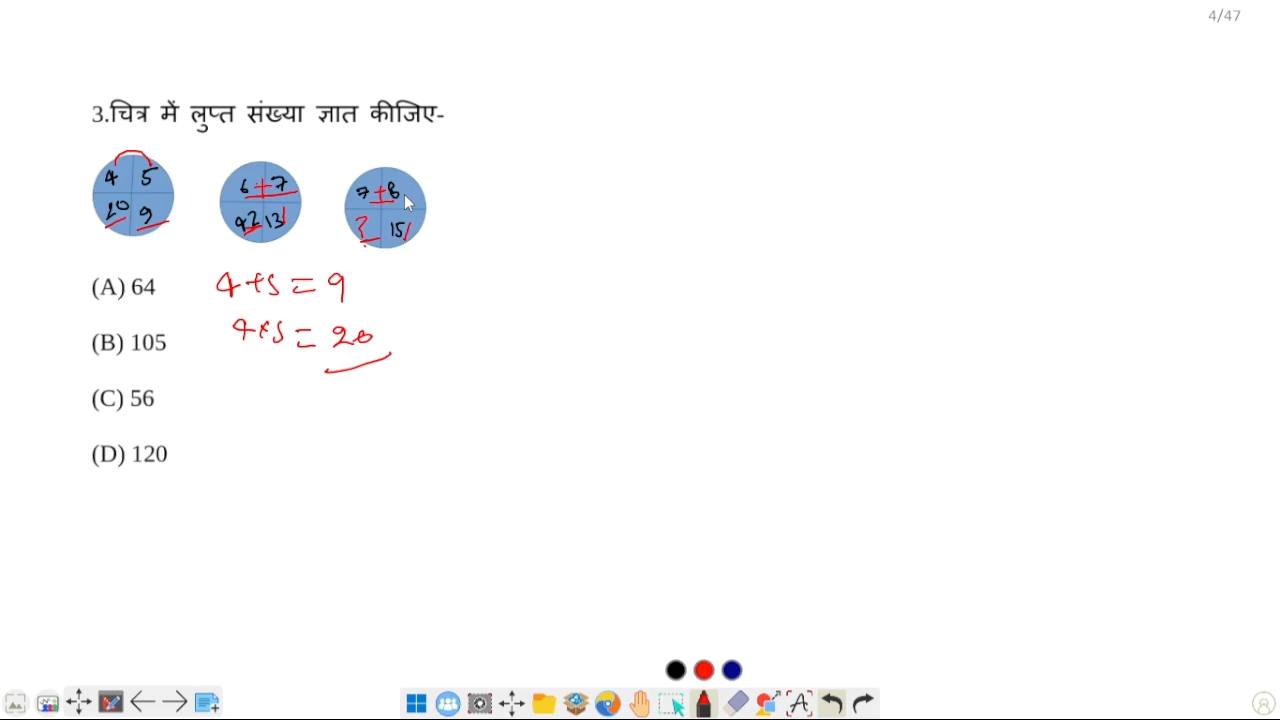 4/47
3.चित्र में लुप्त संख्या ज्ञात कीजिए-
4 5
20 9
6+7
42 13
7+8
? 15
(A) 64
4+5=9
(B) 105
4×5=20
(C) 56
(D) 120